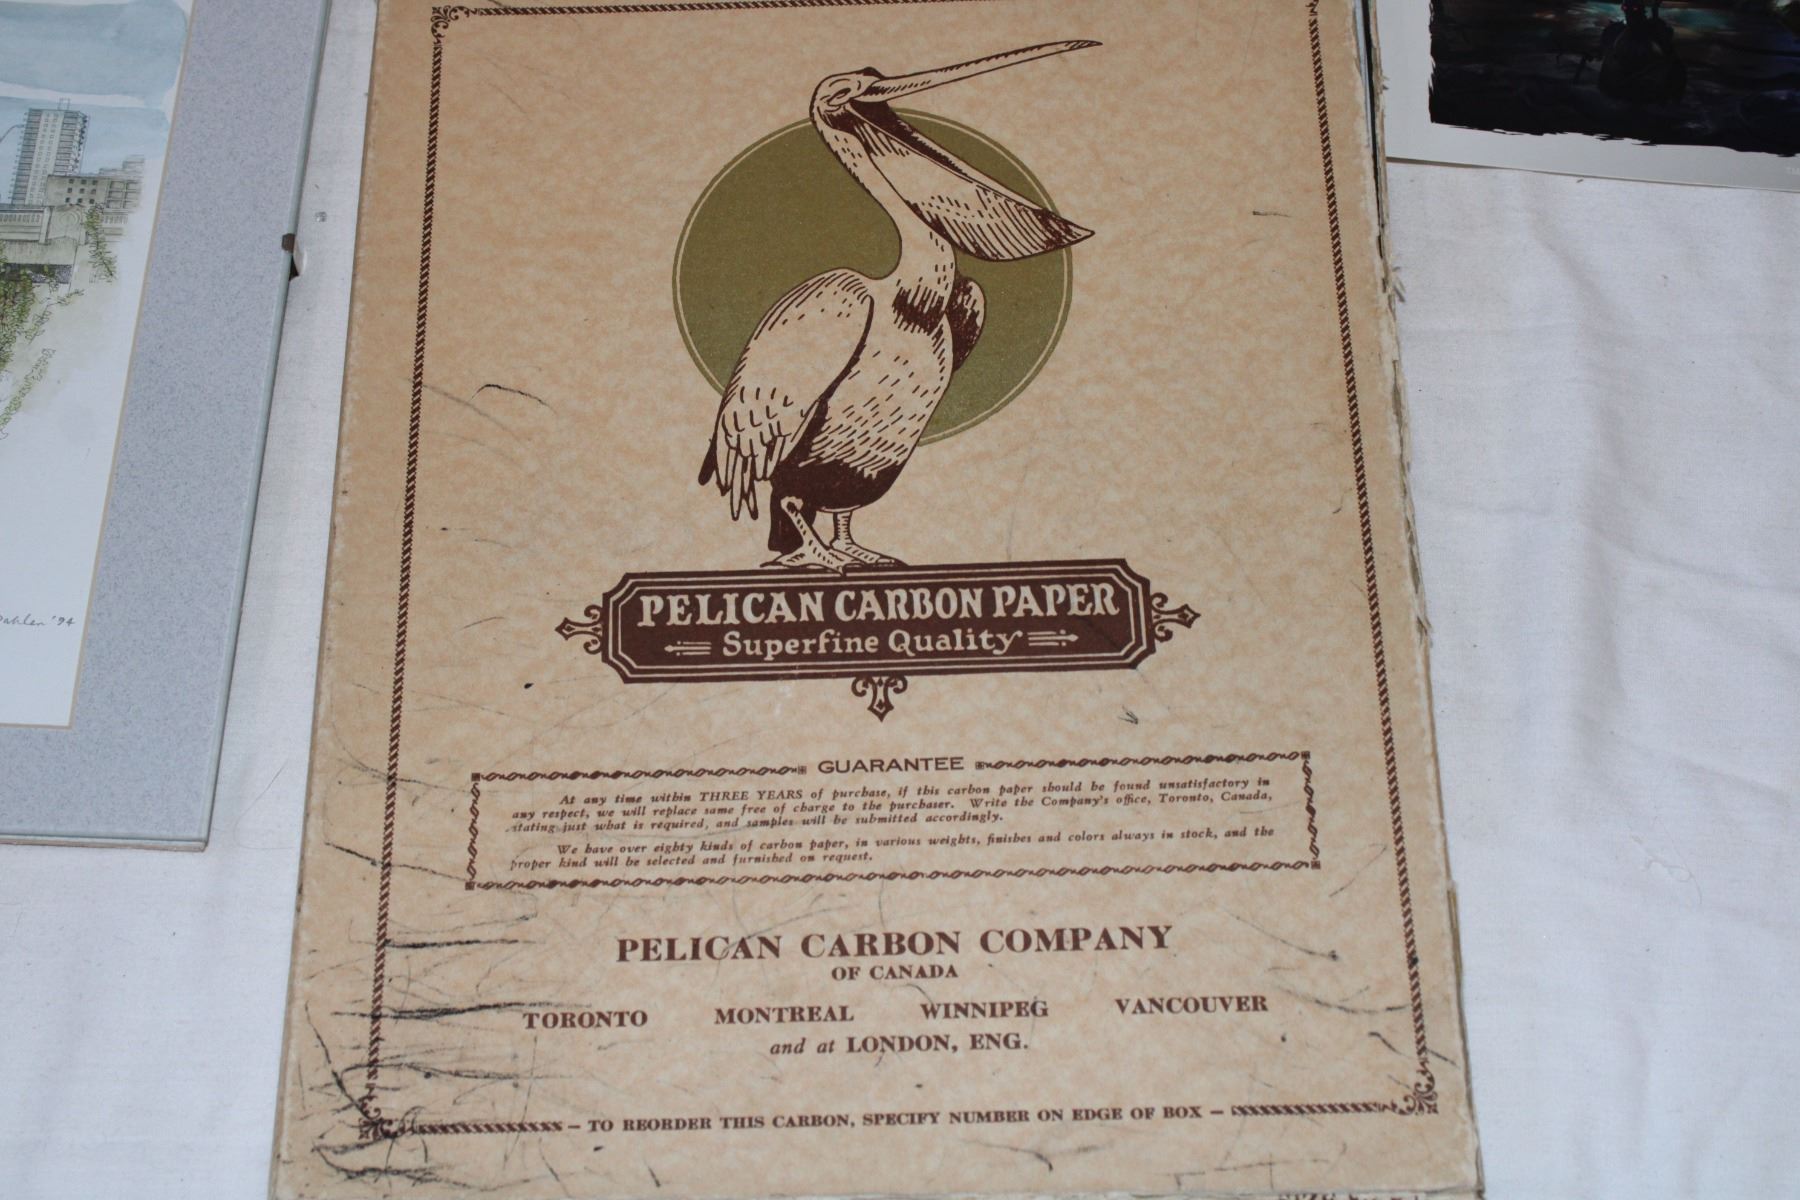 PELICAN CARBON PAPER
Superfine Quality
GUARANTEE
At any time within THREE YEARS of purchase, if this carbon paper should be found unsatisfactory in
any respect, we will replace same free of charge to the purchaser. Write the Company's office, Toronto, Canada,
stating just what is required, and samples will be submitted accordingly.
We have over eighty kinds of carbon paper, in various weights, finishes and colors always in stock, and the
proper kind will be selected and furnished on request.
PELICAN CARBON COMPANY
OF CANADA
TORONTO MONTREAL WINNIPEG VANCOUVER
and at LONDON, ENG.
— TO REORDER THIS CARBON, SPECIFY NUMBER ON EDGE OF BOX —
'94